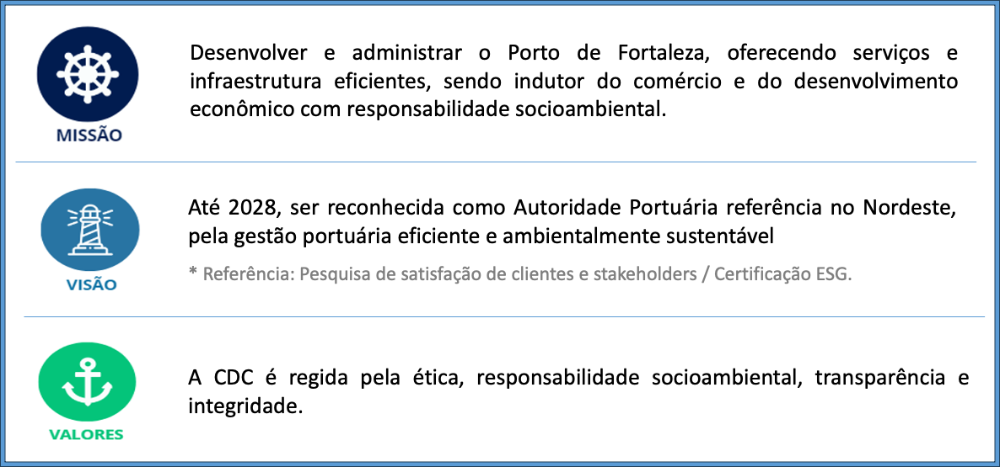 Desenvolver e administrar o Porto de Fortaleza, oferecendo serviços e
infraestrutura eficientes, sendo indutor do comércio e do desenvolvimento
econômico com responsabilidade socioambiental.
MISSÃO
Até 2028, ser reconhecida como Autoridade Portuária referência no Nordeste,
pela gestão portuária eficiente e ambientalmente sustentável
* Referência: Pesquisa de satisfação de clientes e stakeholders / Certificação ESG.
VISÃO
A CDC é regida pela ética, responsabilidade socioambiental, transparência e
integridade.
VALORES